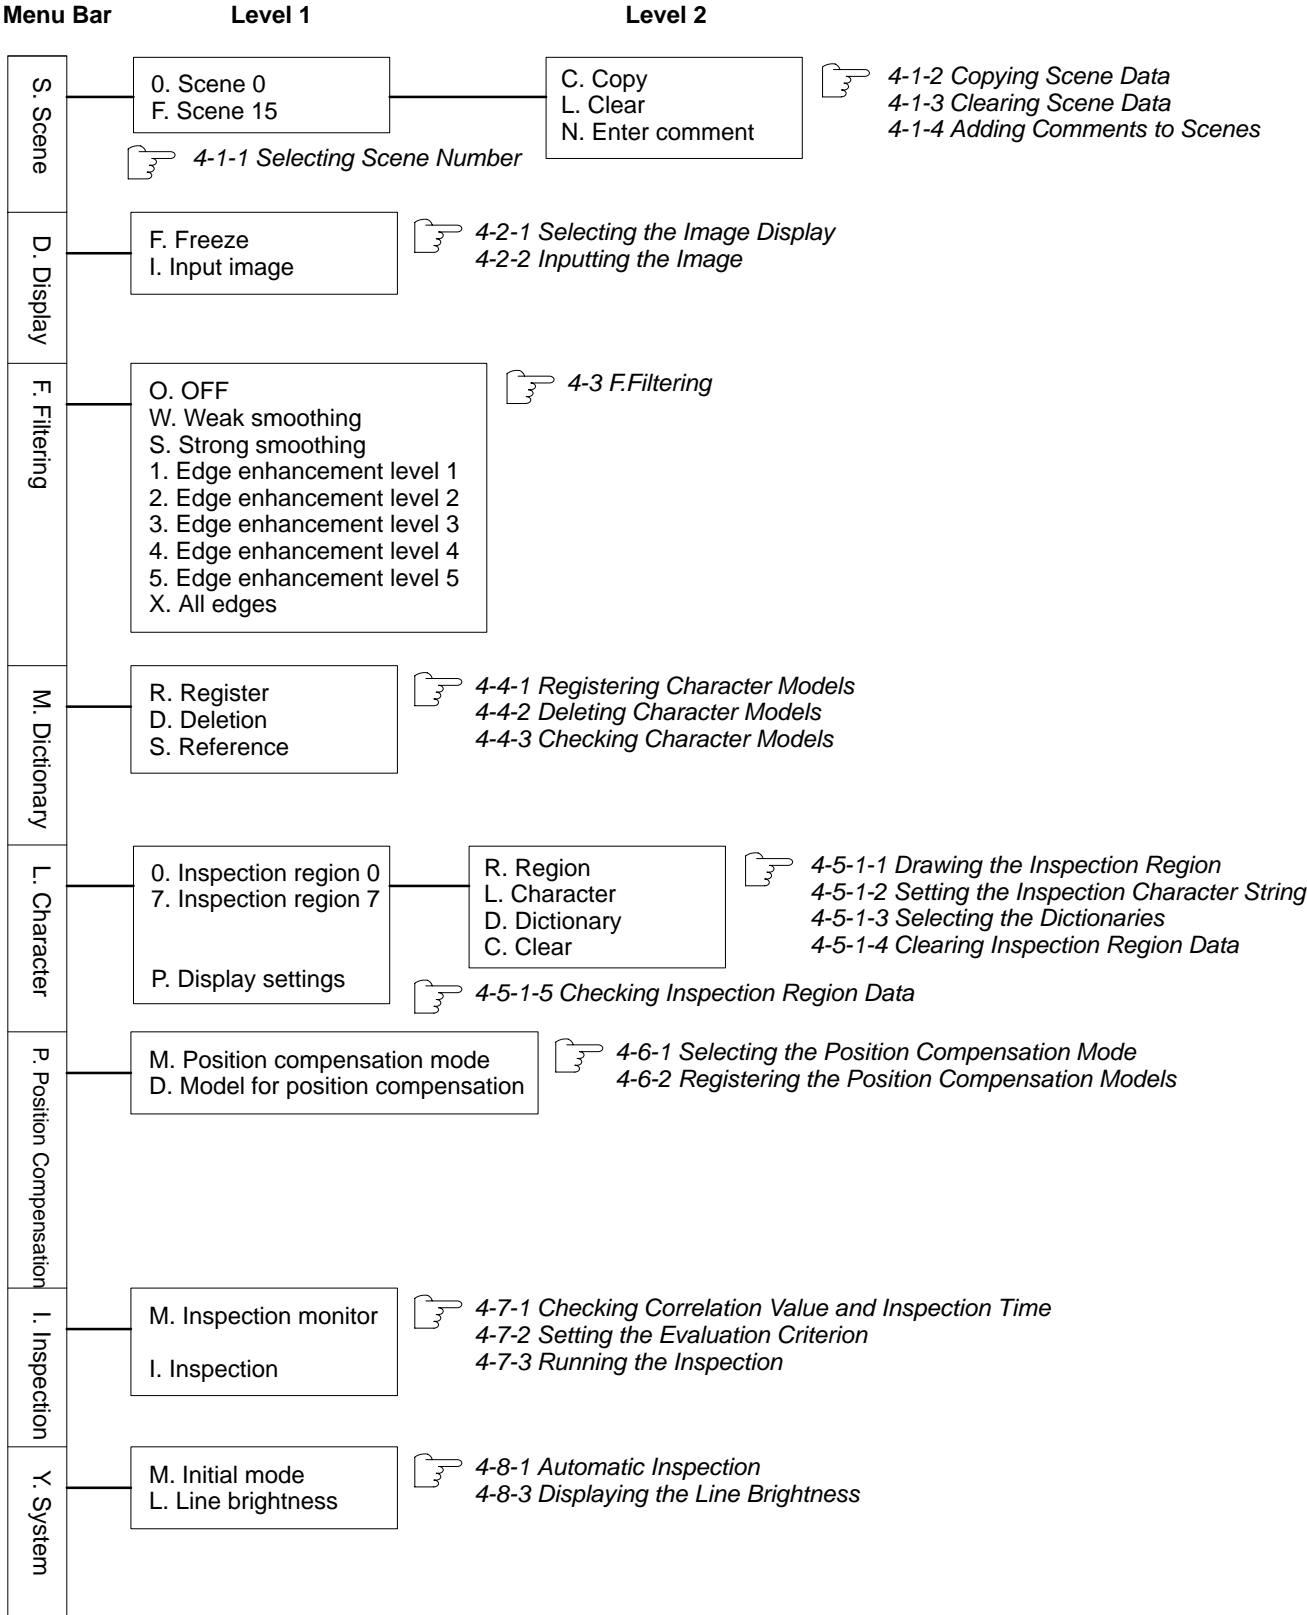 Menu Bar Level 1 Level 2
S. Scene
0. Scene 0
F. Scene 15
C. Copy
L. Clear
N. Enter comment
4-1-2 Copying Scene Data
4-1-3 Clearing Scene Data
4-1-4 Adding Comments to Scenes
4-1-1 Selecting Scene Number
D. Display
F. Freeze
I. Input image
4-2-1 Selecting the Image Display
4-2-2 Inputting the Image
F. Filtering
O. OFF
W. Weak smoothing
S. Strong smoothing
1. Edge enhancement level 1
2. Edge enhancement level 2
3. Edge enhancement level 3
4. Edge enhancement level 4
5. Edge enhancement level 5
X. All edges
4-3 F.Filtering
M. Dictionary
R. Register
D. Deletion
S. Reference
4-4-1 Registering Character Models
4-4-2 Deleting Character Models
4-4-3 Checking Character Models
L. Character
0. Inspection region 0
7. Inspection region 7
P. Display settings
R. Region
L. Character
D. Dictionary
C. Clear
4-5-1-1 Drawing the Inspection Region
4-5-1-2 Setting the Inspection Character String
4-5-1-3 Selecting the Dictionaries
4-5-1-4 Clearing Inspection Region Data
4-5-1-5 Checking Inspection Region Data
P. Position Compensation
M. Position compensation mode
D. Model for position compensation
4-6-1 Selecting the Position Compensation Mode
4-6-2 Registering the Position Compensation Models
I. Inspection
M. Inspection monitor
I. Inspection
4-7-1 Checking Correlation Value and Inspection Time
4-7-2 Setting the Evaluation Criterion
4-7-3 Running the Inspection
Y. System
M. Initial mode
L. Line brightness
4-8-1 Automatic Inspection
4-8-3 Displaying the Line Brightness